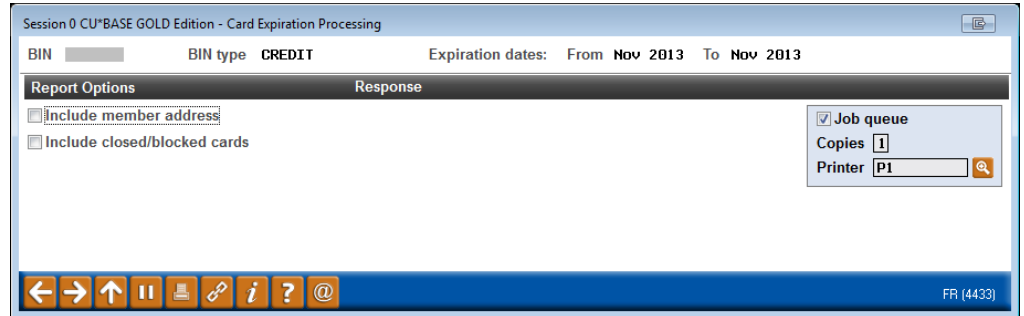 Session 0 CU*BASE GOLD Edition - Card Expiration Processing
BIN BIN type CREDIT Expiration dates: From Nov 2013 To Nov 2013
Report Options Response
Include member address
Include closed/blocked cards
Job queue
Copies 1
Printer P1
i ? @
FR (4433)